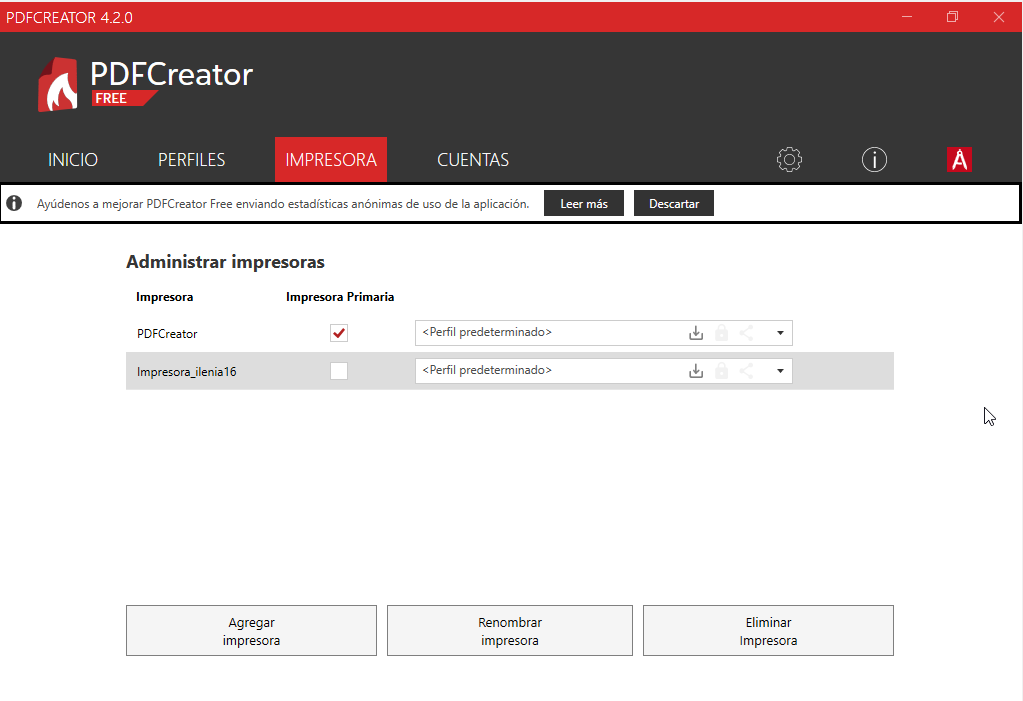 PDFCREATOR 4.2.0
PDFCreator
FREE
INICIO PERFILES IMPRESORA CUENTAS
Ayúdenos a mejorar PDFCreator Free enviando estadísticas anónimas de uso de la aplicación. Leer más Descartar
Administrar impresoras
Impresora Impresora Primaria
PDFCreator <Perfil predeterminado>
Impresora_ilenia16 <Perfil predeterminado>
Agregar
impresora
Renombrar
impresora
Eliminar
Impresora